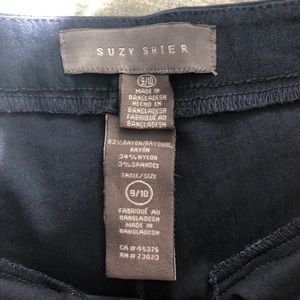 SUZY SHIER
9/10
MADE IN
BANGLADESH
HECHO EN
BANGLADESH
FABRIQUÉ AU
BANGLADESH
63% RAYON/RAYONNE,
RAYÓN
34% NYLON
3% SPANDEX
TAILLE/SIZE
9/10
FABRIQUÉ AU
BANGLADESH
MADE IN
BANGLADESH
CA # 45376
RN # 73023